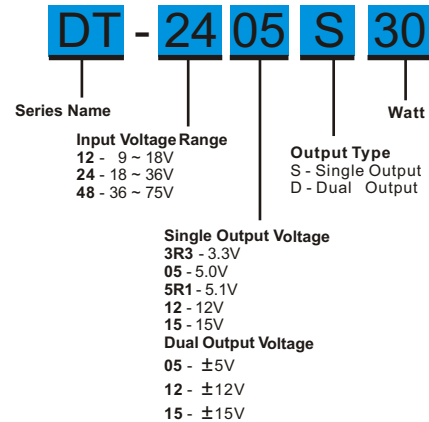 DT - 24 05 S 30
Series Name
Watt
Input Voltage Range
12 - 9 ~ 18V
24 - 18 ~ 36V
48 - 36 ~ 75V
Output Type
S - Single Output
D - Dual Output
Single Output Voltage
3R3 - 3.3V
05 - 5.0V
5R1 - 5.1V
12 - 12V
15 - 15V
Dual Output Voltage
05 - ±5V
12 - ±12V
15 - ±15V